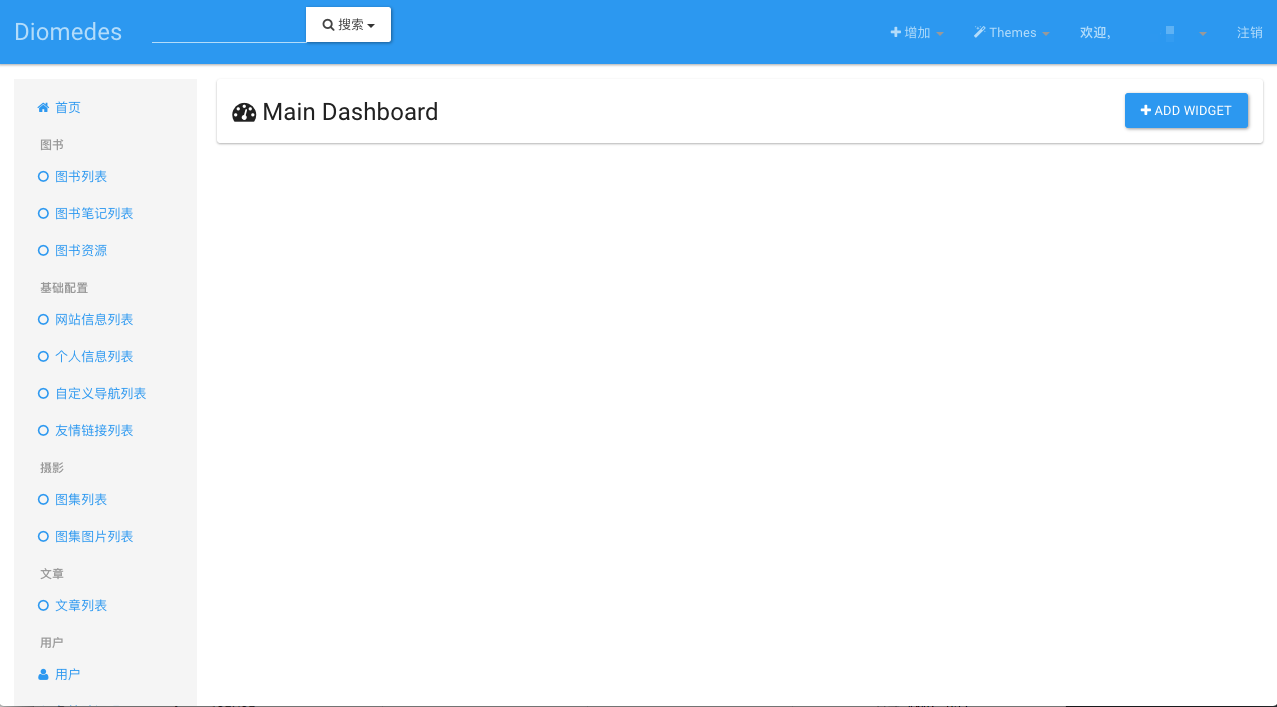 Diomedes
搜索
增加
Themes
欢迎,
注销
首页
图书
图书列表
图书笔记列表
图书资源
基础配置
网站信息列表
个人信息列表
自定义导航列表
友情链接列表
摄影
图集列表
图集图片列表
文章
文章列表
用户
用户
Main Dashboard
ADD WIDGET